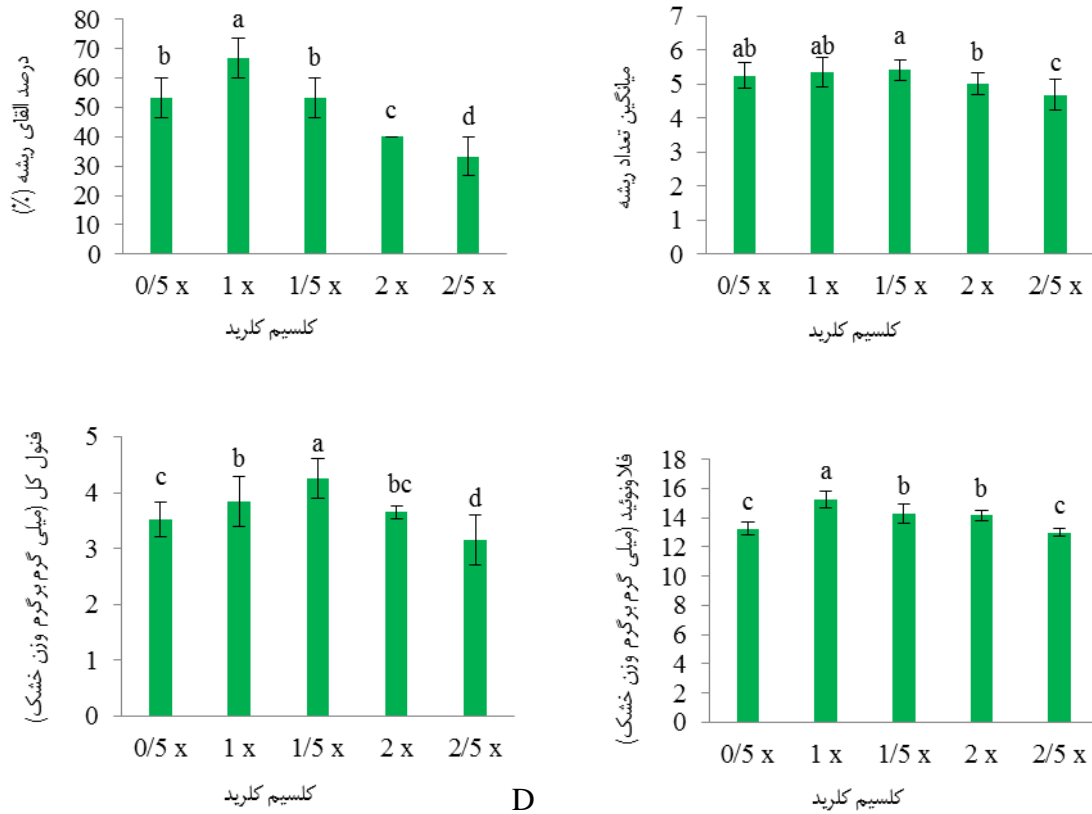 درصد القای ریشه (%)
80
70
60
50
40
30
20
10
0
b
a
b
c
d
0/5 x 1 x 1/5 x 2 x 2/5 x
کلسیم کلرید
میانگین تعداد ریشه
7
6
5
4
3
2
1
0
ab
ab
a
b
c
0/5 x 1 x 1/5 x 2 x 2/5 x
کلسیم کلرید
فنول کل (میلی گرم برگرم وزن خشک)
5
4
3
2
1
0
c
b
a
bc
d
0/5 x 1 x 1/5 x 2 x 2/5 x
کلسیم کلرید
D
فلاونوئید (میلی گرم برگرم وزن خشک)
18
16
14
12
10
8
6
4
2
0
c
a
b
b
c
0/5 x 1 x 1/5 x 2 x 2/5 x
کلسیم کلرید